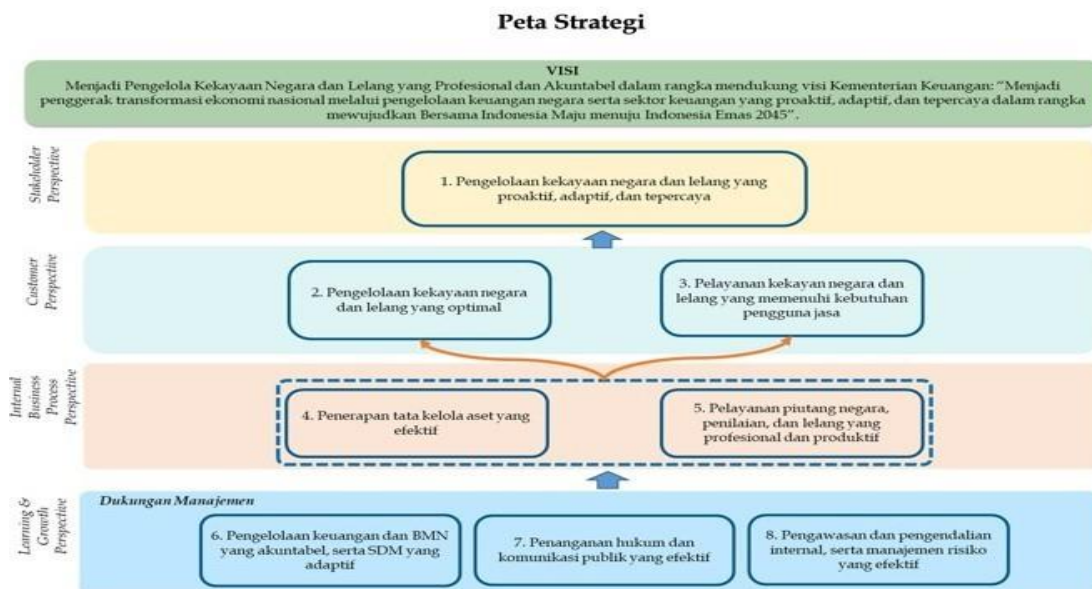 Peta Strategi
VISI
Menjadi Pengelola Kekayaan Negara dan Lelang yang Profesional dan Akuntabel dalam rangka mendukung visi Kementerian Keuangan: “Menjadi
penggerak transformasi ekonomi nasional melalui pengelolaan keuangan negara serta sektor keuangan yang proaktif, adaptif, dan tepercaya dalam rangka
mewujudkan Bersama Indonesia Maju menuju Indonesia Emas 2045”.
Stakeholder
Perspective
1. Pengelolaan kekayaan negara dan lelang yang
proaktif, adaptif, dan tepercaya
Customer
Perspective
2. Pengelolaan kekayaan negara
dan lelang yang optimal
3. Pelayanan kekayan negara dan
lelang yang memenuhi kebutuhan
pengguna jasa
Internal
Business
Process
Perspective
4. Penerapan tata kelola aset yang
efektif
5. Pelayanan piutang negara,
penilaian, dan lelang yang
profesional dan produktif
Learning &
Growth
Perspective
Dukungan Manajemen
6. Pengelolaan keuangan dan BMN
yang akuntabel, serta SDM yang
adaptif
7. Penanganan hukum dan
komunikasi publik yang efektif
8. Pengawasan dan pengendalian
internal, serta manajemen risiko
yang efektif